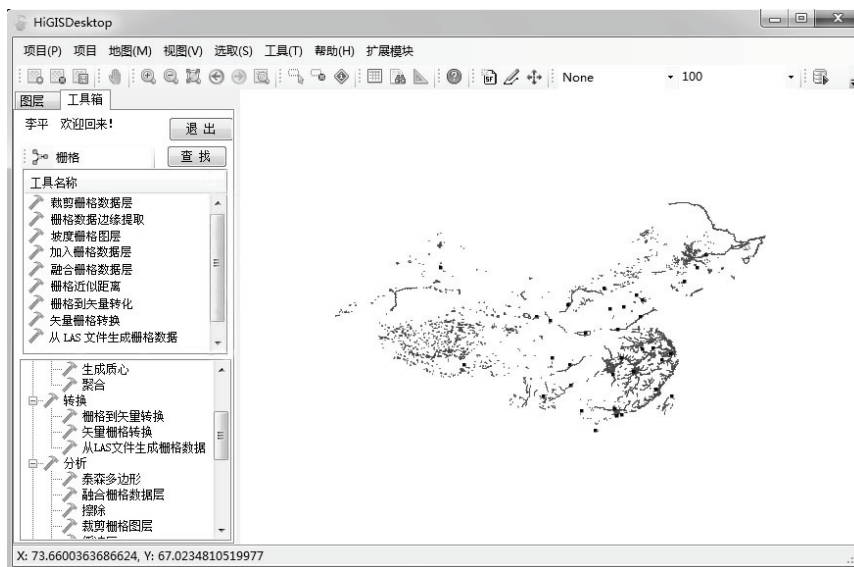 HiGISDesktop
项目(P) 项目 地图(M) 视图(V) 选取(S) 工具(T) 帮助(H) 扩展模块
None 100
图层 工具箱
李平 欢迎回来! 退出
栅格 查找
工具名称
裁剪栅格数据层
栅格数据边缘提取
坡度栅格图层
加入栅格数据层
融合栅格数据层
栅格近似距离
栅格到矢量转化
矢量栅格转换
从 LAS 文件生成栅格数据
生成质心
聚合
转换
栅格到矢量转换
矢量栅格转换
从LAS文件生成栅格数据
分析
泰森多边形
融合栅格数据层
擦除
裁剪栅格图层
X: 73.6600363686624, Y: 67.0234810519977